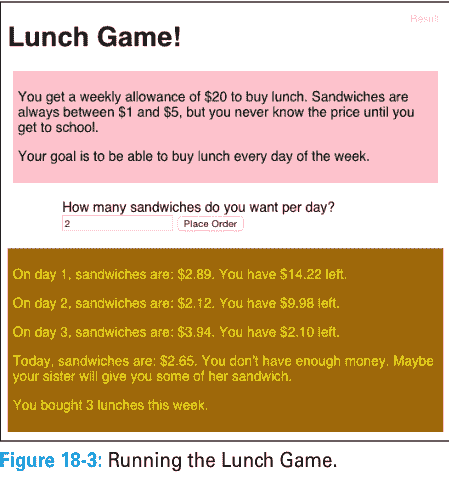 Result
Lunch Game!
You get a weekly allowance of $20 to buy lunch. Sandwiches are
always between $1 and $5, but you never know the price until you
get to school.
Your goal is to be able to buy lunch every day of the week.
How many sandwiches do you want per day?
2 Place Order
On day 1, sandwiches are: $2.89. You have $14.22 left.
On day 2, sandwiches are: $2.12. You have $9.98 left.
On day 3, sandwiches are: $3.94. You have $2.10 left.
Today, sandwiches are: $2.65. You don't have enough money. Maybe
your sister will give you some of her sandwich.
You bought 3 lunches this week.
Figure 18-3: Running the Lunch Game.